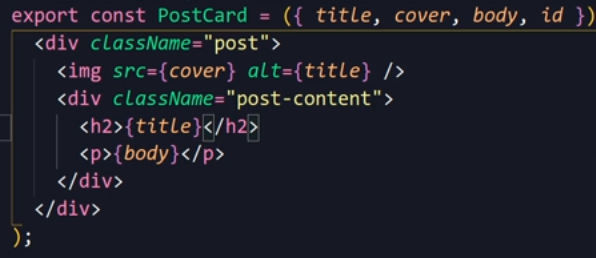 export const PostCard = ({ title, cover, body, id })
<div className="post">
<img src={cover} alt={title} />
<div className="post-content">
<h2>{title}</h2>
<p>{body}</p>
</div>
</div>
);